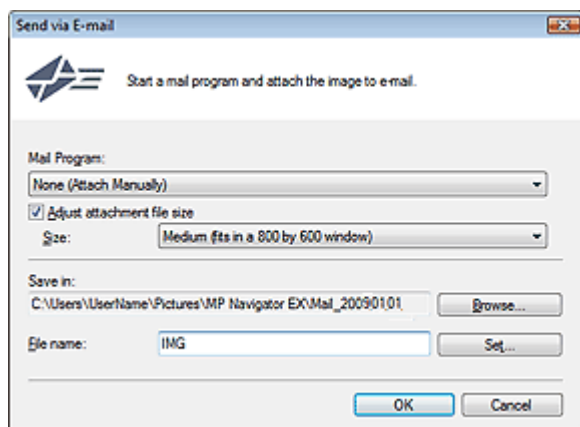 Send via E-mail
Start a mail program and attach the image to e-mail.
Mail Program:
None (Attach Manually)
Adjust attachment file size
Size: Medium (fits in a 800 by 600 window)
Save in:
C:\Users\UserName\Pictures\MP Navigator EX\Mail_20090101 Browse...
File name: IMG Set...
OK Cancel